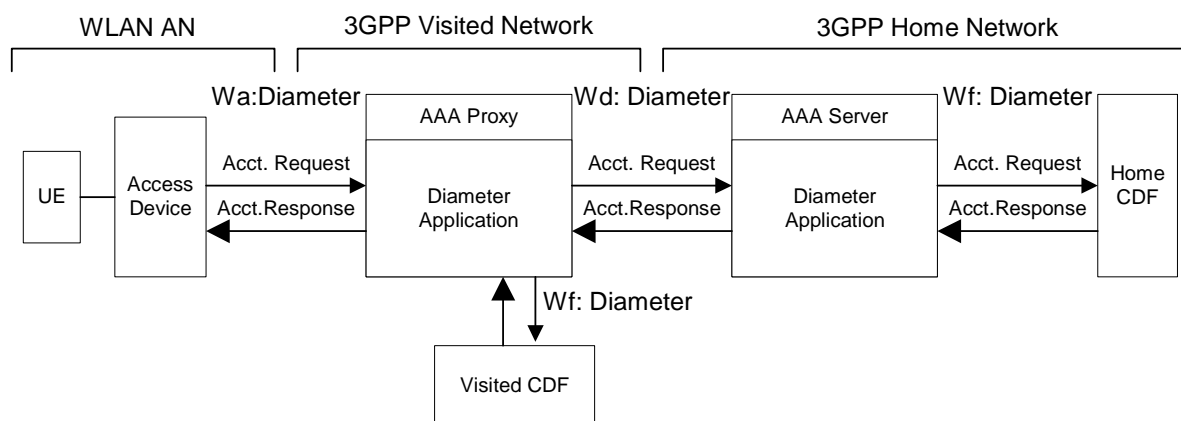 WLAN AN
3GPP Visited Network
3GPP Home Network
Wa:Diameter
Wd: Diameter
Wf: Diameter
AAA Proxy
AAA Server
Acct. Request
Acct. Request
Acct. Request
UE
Access
Device
Diameter
Application
Diameter
Application
Home
CDF
Acct.Response
Acct.Response
Acct.Response
Wf: Diameter
Visited CDF